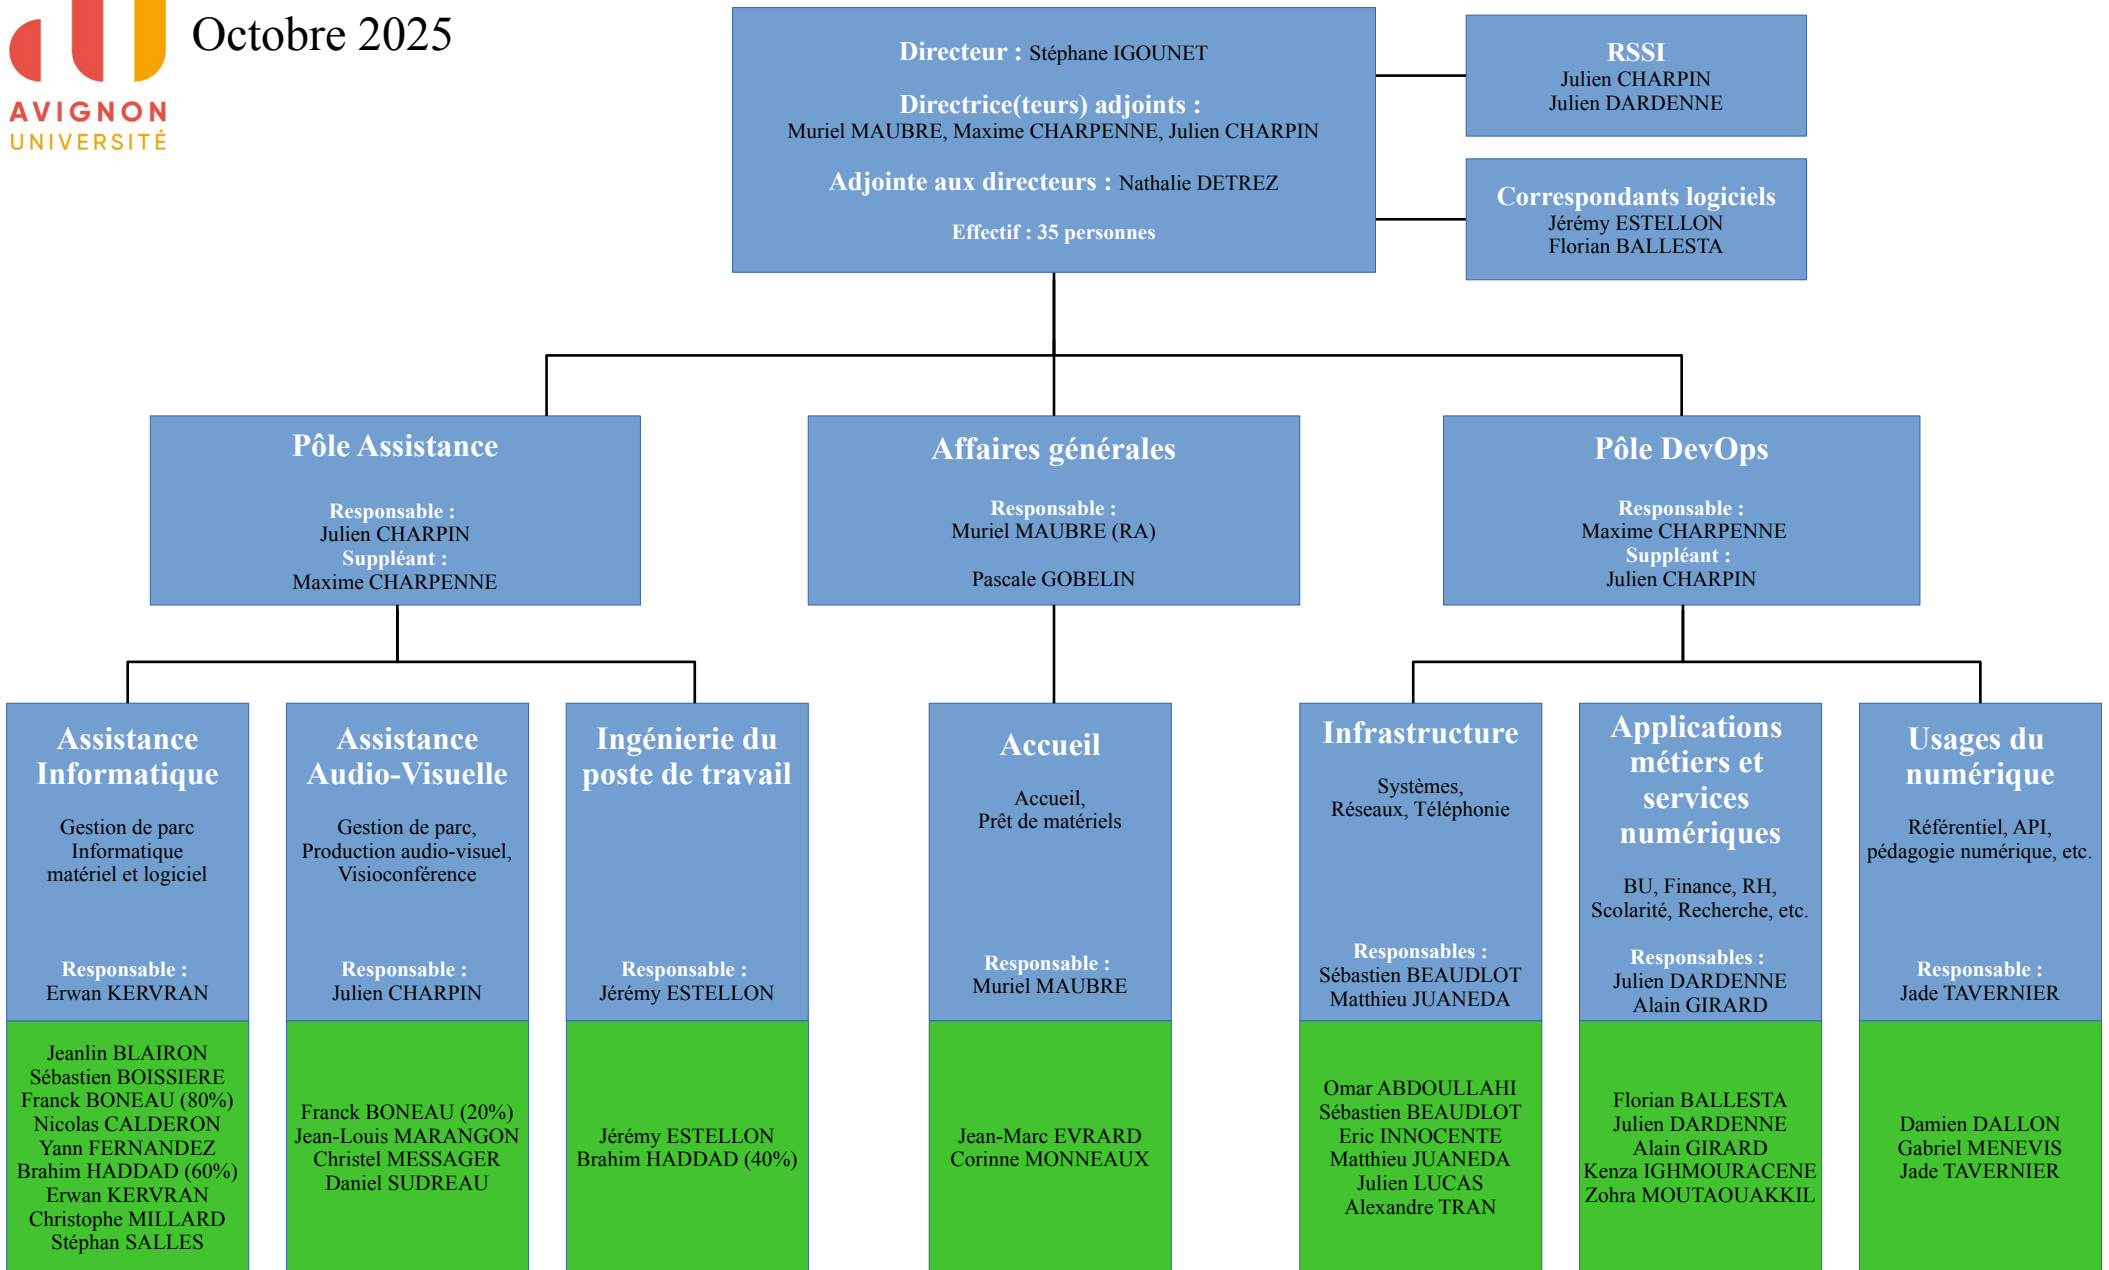 Octobre 2025
AVIGNON
UNIVERSITÉ
Directeur : Stéphane IGOUNET
Directrice(teurs) adjoints :
Muriel MAUBRE, Maxime CHARPENNE, Julien CHARPIN
Adjointe aux directeurs : Nathalie DETREZ
Effectif : 35 personnes
RSSI
Julien CHARPIN
Julien DARDENNE
Correspondants logiciels
Jérémy ESTELLON
Florian BALLESTA
Pôle Assistance
Responsable :
Julien CHARPIN
Suppléant :
Maxime CHARPENNE
Affaires générales
Responsable :
Muriel MAUBRE (RA)
Pascale GOBELIN
Pôle DevOps
Responsable :
Maxime CHARPENNE
Suppléant :
Julien CHARPIN
Assistance
Informatique
Gestion de parc
Informatique
matériel et logiciel
Responsable :
Erwan KERVRAN
Jeanlin BLAIRON
Sébastien BOISSIERE
Franck BONEAU (80%)
Nicolas CALDERON
Yann FERNANDEZ
Brahim HADDAD (60%)
Erwan KERVRAN
Christophe MILLARD
Stéphan SALLES
Assistance
Audio-Visuelle
Gestion de parc,
Production audio-visuel,
Visioconférence
Responsable :
Julien CHARPIN
Franck BONEAU (20%)
Jean-Louis MARANGON
Christel MESSAGER
Daniel SUDREAU
Ingénierie du
poste de travail
Responsable :
Jérémy ESTELLON
Jérémy ESTELLON
Brahim HADDAD (40%)
Accueil
Accueil,
Prêt de matériels
Responsable :
Muriel MAUBRE
Jean-Marc EVRARD
Corinne MONNEAUX
Infrastructure
Systèmes,
Réseaux, Téléphonie
Responsables :
Sébastien BEAUDLOT
Matthieu JUANEDA
Omar ABDOULLAHI
Sébastien BEAUDLOT
Eric INNOCENTE
Matthieu JUANEDA
Julien LUCAS
Alexandre TRAN
Applications
métiers et
services
numériques
BU, Finance, RH,
Scolarité, Recherche, etc.
Responsables :
Julien DARDENNE
Alain GIRARD
Florian BALLESTA
Julien DARDENNE
Alain GIRARD
Kenza IGHMOURACENE
Zohra MOUTAOUAKKIL
Usages du
numérique
Référentiel, API,
pédagogie numérique, etc.
Responsable :
Jade TAVERNIER
Damien DALLON
Gabriel MENEVIS
Jade TAVERNIER